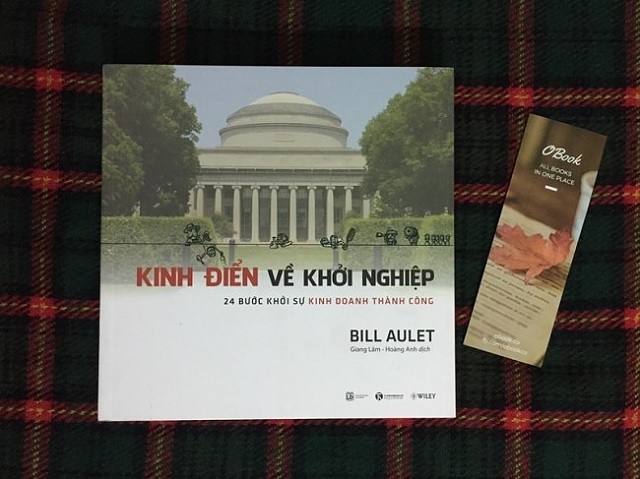 KINH ĐIỂN VỀ KHỞI NGHIỆP
24 BƯỚC KHỞI SỰ KINH DOANH THÀNH CÔNG
BILL AULET
Giang Lâm - Hoàng Anh dịch
WILEY
O'Book
ALL BOOKS
IN ONE PLACE